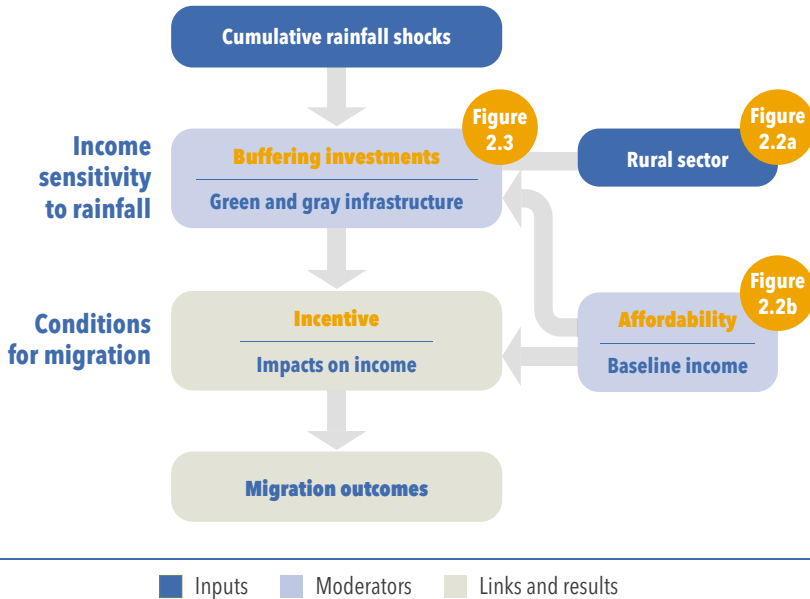 Cumulative rainfall shocks
Income
sensitivity
to rainfall
Buffering investments
Green and gray infrastructure
Figure
2.3
Rural sector
Figure
2.2a
Conditions
for migration
Incentive
Impacts on income
Affordability
Baseline income
Figure
2.2b
Migration outcomes
Inputs
Moderators
Links and results